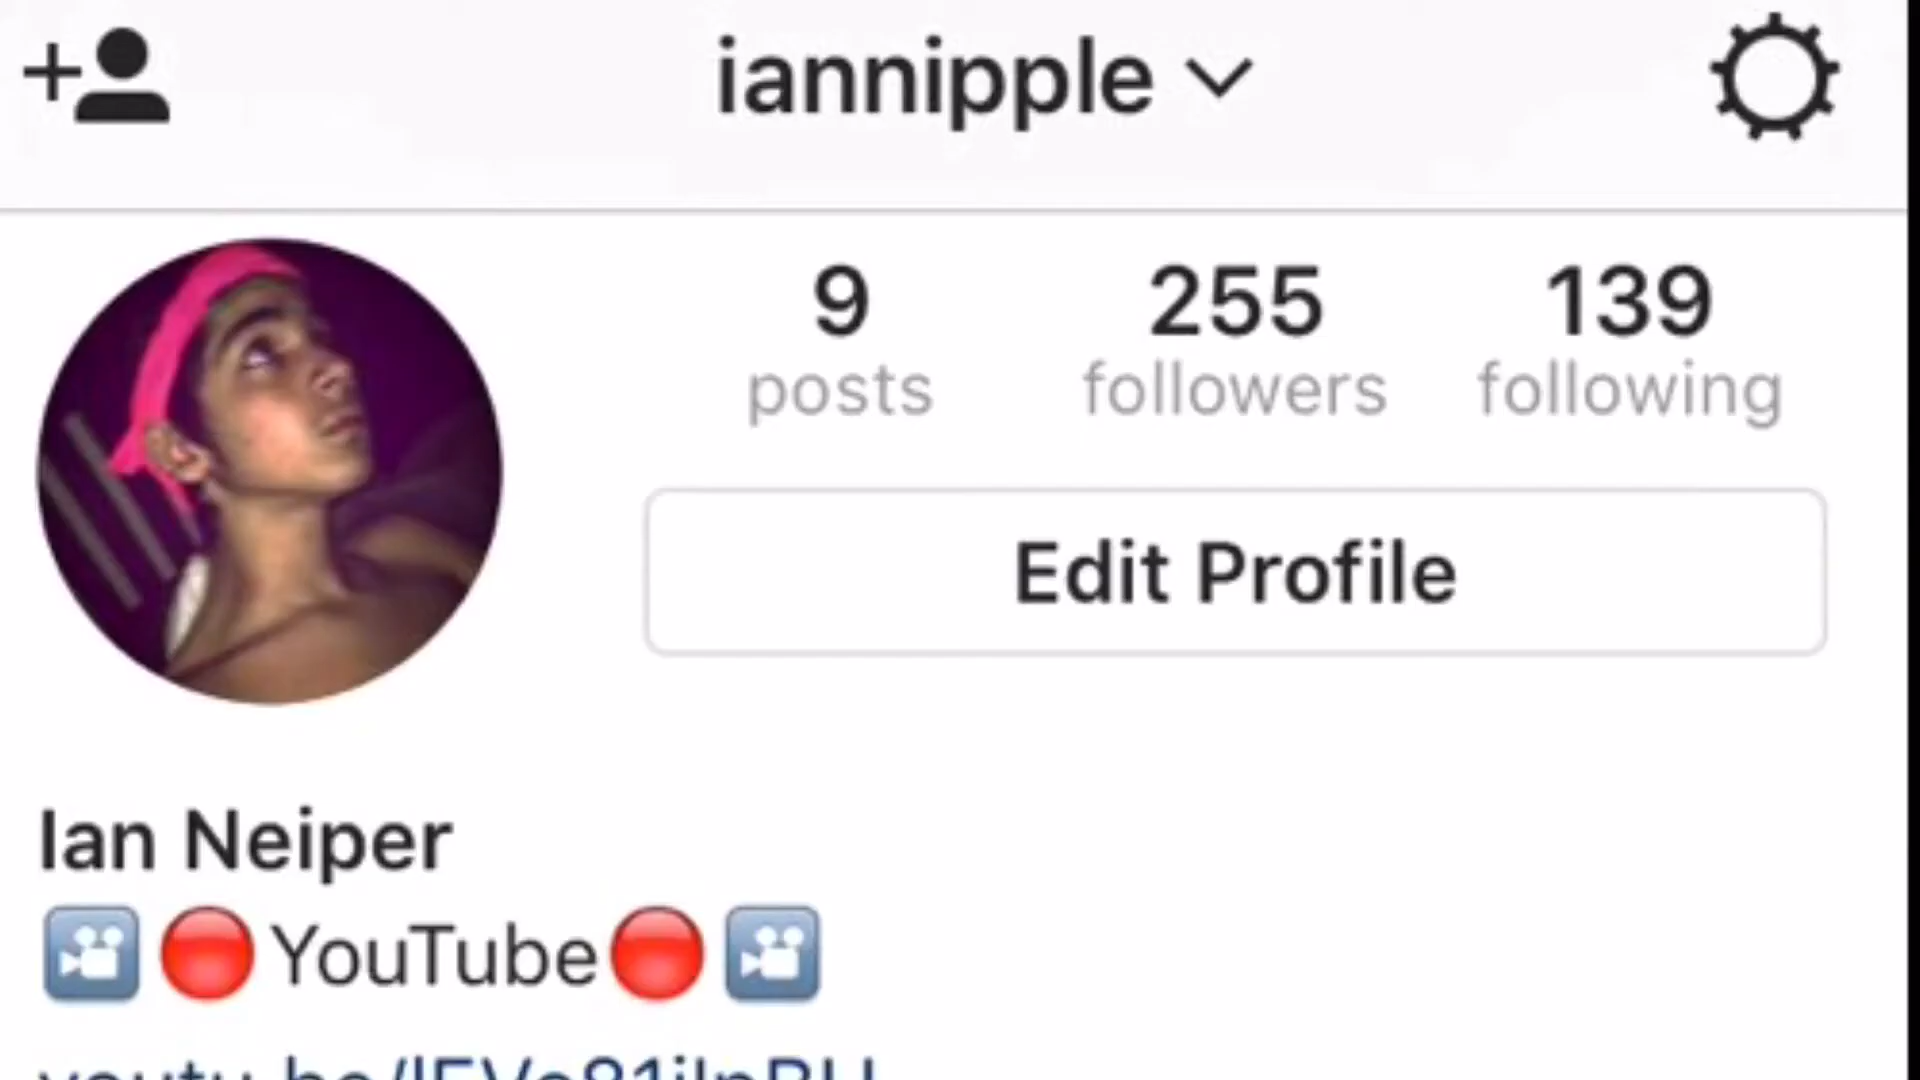 iannipple
9 255 139
posts followers following
Edit Profile
Ian Neiper
YouTube